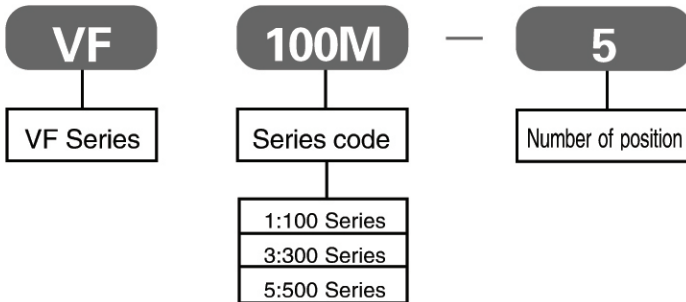 VF 100M — 5
VF Series Series code Number of position
1:100 Series
3:300 Series
5:500 Series